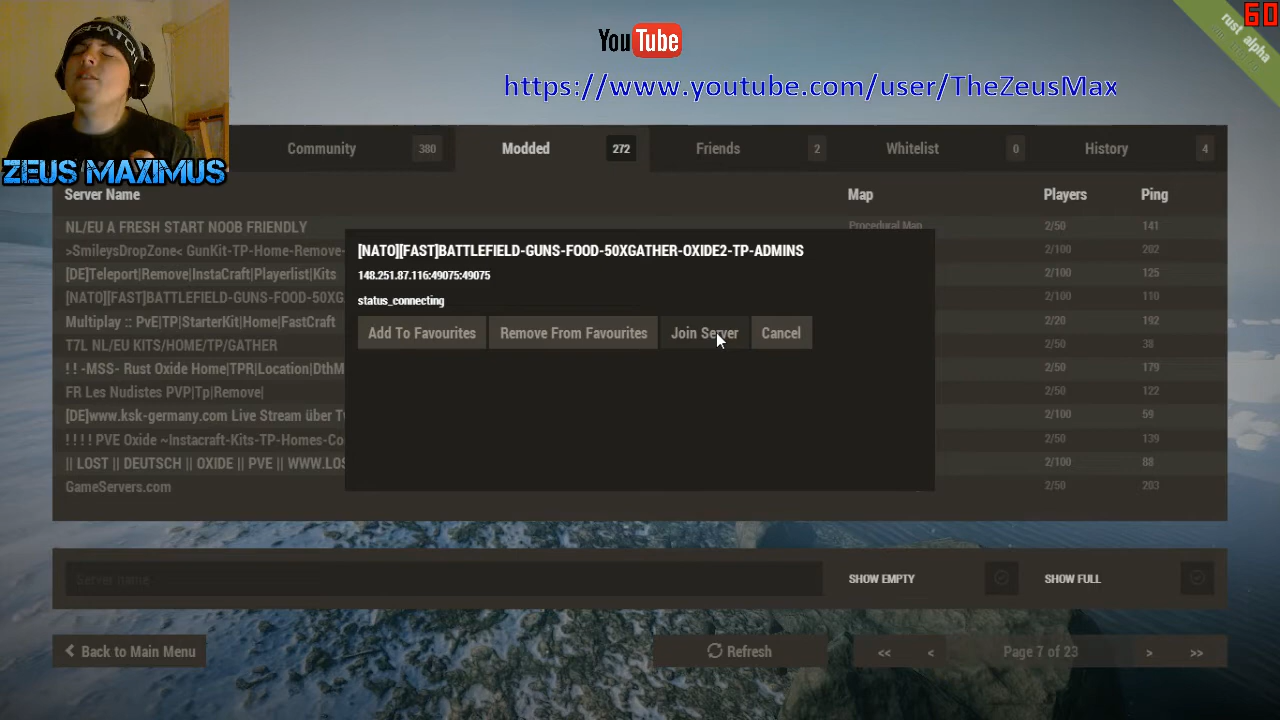 60
rust alpha
YouTube
https://www.youtube.com/user/TheZeusMax
ZEUS MAXIMUS
Community 380 Modded 272 Friends 2 Whitelist 0 History 4
Server Name Map Players Ping
NL/EU A FRESH START NOOB FRIENDLY Procedural Map 2/50 141
>SmileysDropZone< GunKit-TP-Home-Remove- 2/100 202
[DE]Teleport|Remove|InstaCraft|Playerlist|Kits 2/50 125
[NATO][FAST]BATTLEFIELD-GUNS-FOOD-50XG 2/100 110
Multiplay :: PvE|TP|StarterKit|Home|FastCraft 2/20 192
T7L NL/EU KITS/HOME/TP/GATHER 2/50 38
! ! -MSS- Rust Oxide Home|TPR|Location|DthM 2/50 179
FR Les Nudistes PVP|Tp|Remove| 2/50 122
[DE]www.ksk-germany.com Live Stream über Tw 2/100 59
! ! ! ! PVE Oxide ~Instacraft-Kits-TP-Homes-Co 2/50 139
|| LOST || DEUTSCH || OXIDE || PVE || WWW.LOS 2/100 88
GameServers.com 2/50 203
[NATO][FAST]BATTLEFIELD-GUNS-FOOD-50XGATHER-OXIDE2-TP-ADMINS
148.251.87.116:49075:49075
status_connecting
Add To Favourites Remove From Favourites Join Server Cancel
Server name SHOW EMPTY SHOW FULL
Back to Main Menu Refresh << < Page 7 of 23 > >>